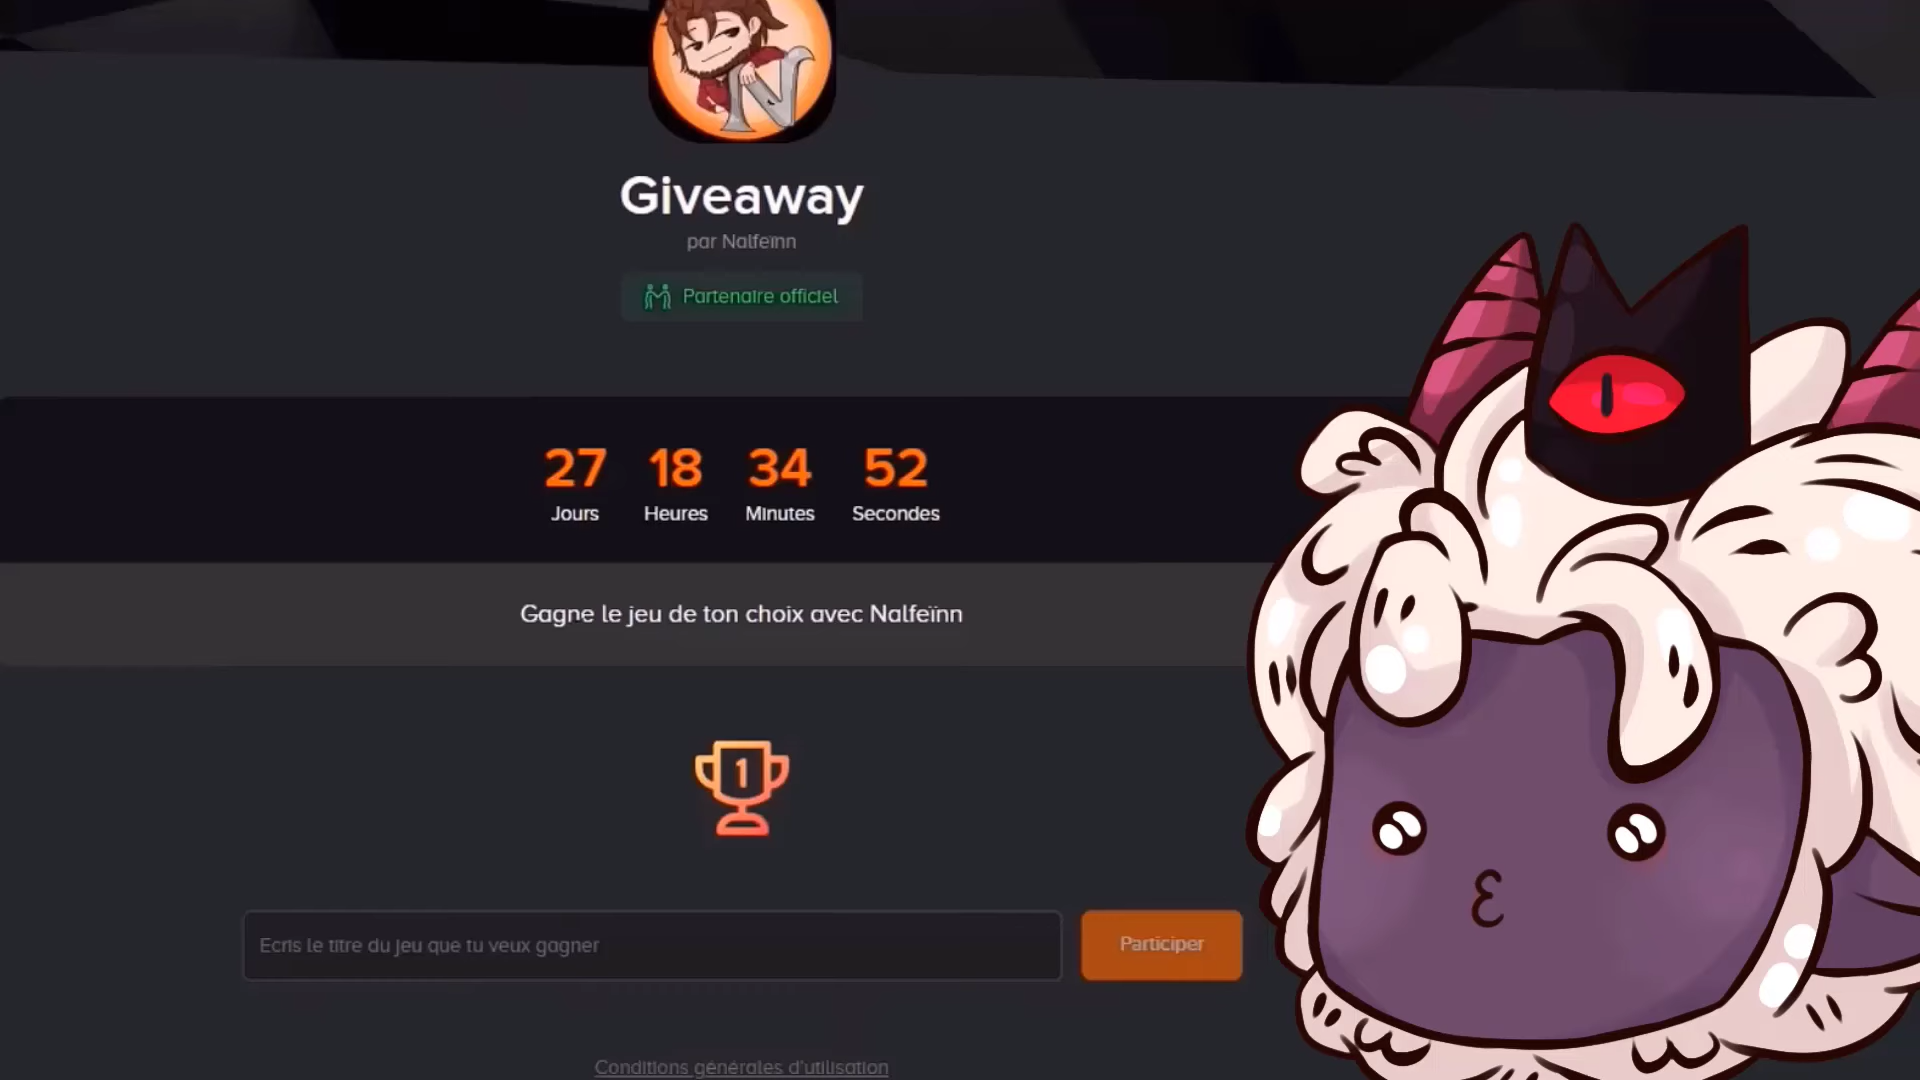 N
Giveaway
par Nalfeïnn
Partenaire officiel
27 18 34 52
Jours Heures Minutes Secondes
Gagne le jeu de ton choix avec Nalfeïnn
1
Ecris le titre du jeu que tu veux gagner
Participer
Conditions générales d'utilisation